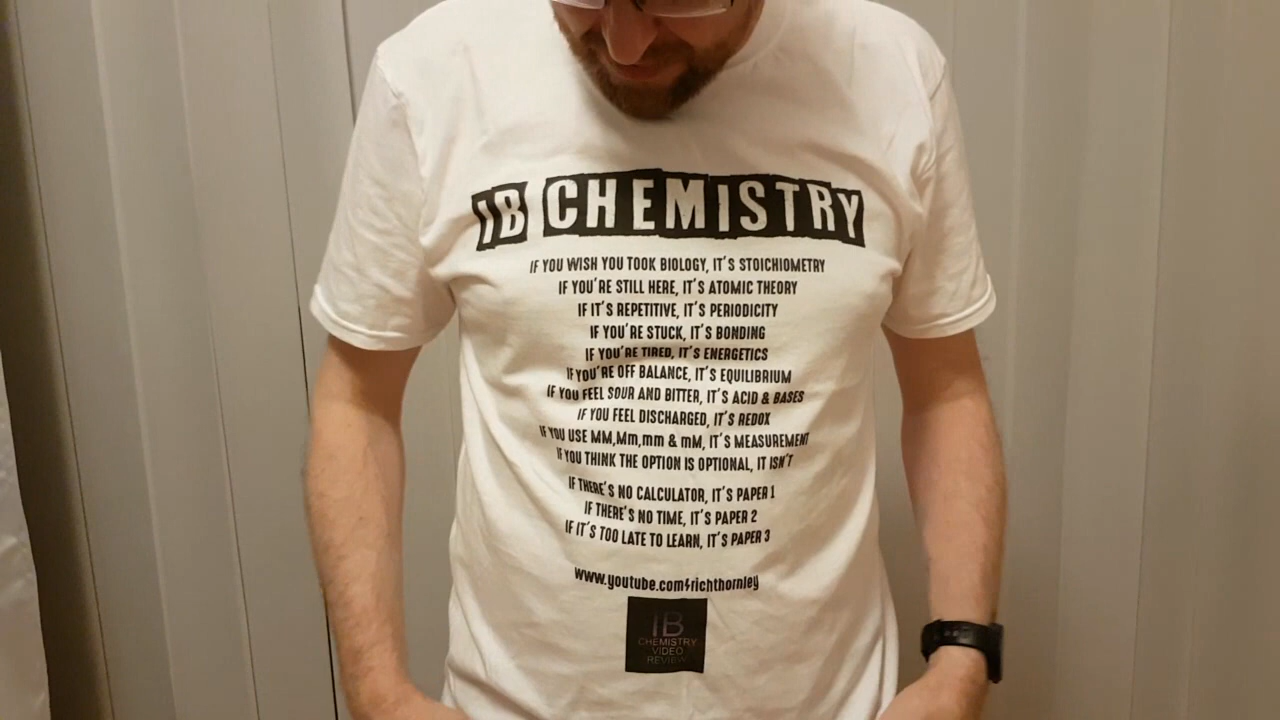 IB CHEMISTRY
IF YOU WISH YOU TOOK BIOLOGY, IT'S STOICHIOMETRY
IF YOU'RE STILL HERE, IT'S ATOMIC THEORY
IF IT'S REPETITIVE, IT'S PERIODICITY
IF YOU'RE STUCK, IT'S BONDING
IF YOU'RE TIRED, IT'S ENERGETICS
IF YOU'RE OFF BALANCE, IT'S EQUILIBRIUM
IF YOU FEEL SOUR AND BITTER, IT'S ACID & BASES
IF YOU FEEL DISCHARGED, IT'S REDOX
IF YOU USE MM,Mm,mm & mM, IT'S MEASUREMENT
IF YOU THINK THE OPTION IS OPTIONAL, IT ISN'T
IF THERE'S NO CALCULATOR, IT'S PAPER 1
IF THERE'S NO TIME, IT'S PAPER 2
IF IT'S TOO LATE TO LEARN, IT'S PAPER 3
www.youtube.com/richthornley
IB
CHEMISTRY
VIDEO
REVIEW